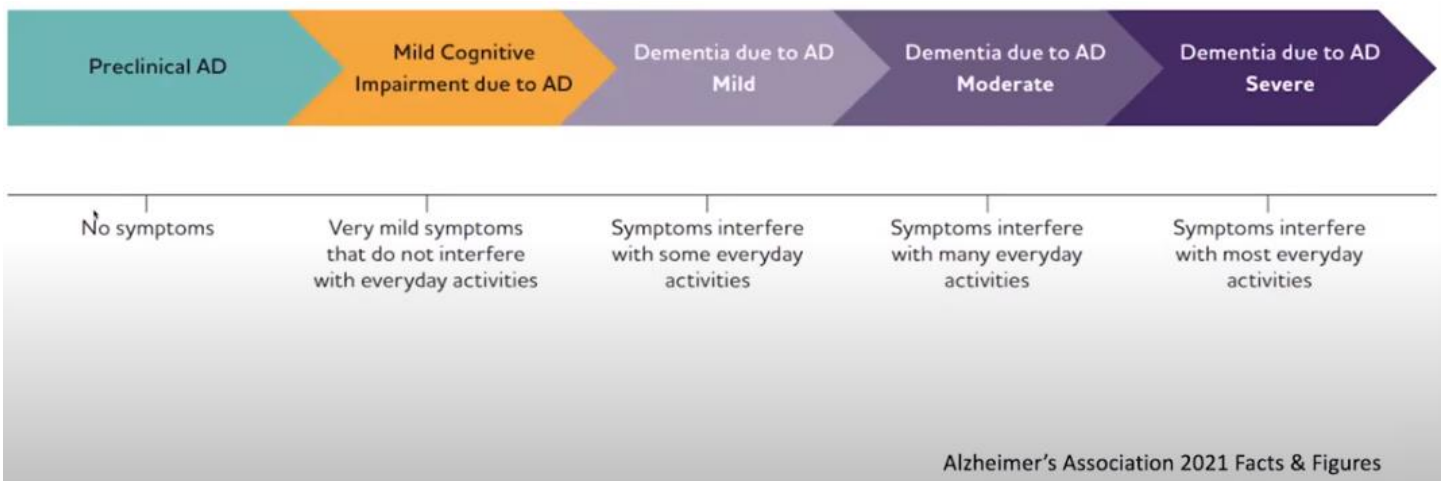 Preclinical AD
Mild Cognitive
Impairment due to AD
Dementia due to AD
Mild
Dementia due to AD
Moderate
Dementia due to AD
Severe
No symptoms
Very mild symptoms
that do not interfere
with everyday activities
Symptoms interfere
with some everyday
activities
Symptoms interfere
with many everyday
activities
Symptoms interfere
with most everyday
activities
Alzheimer's Association 2021 Facts & Figures